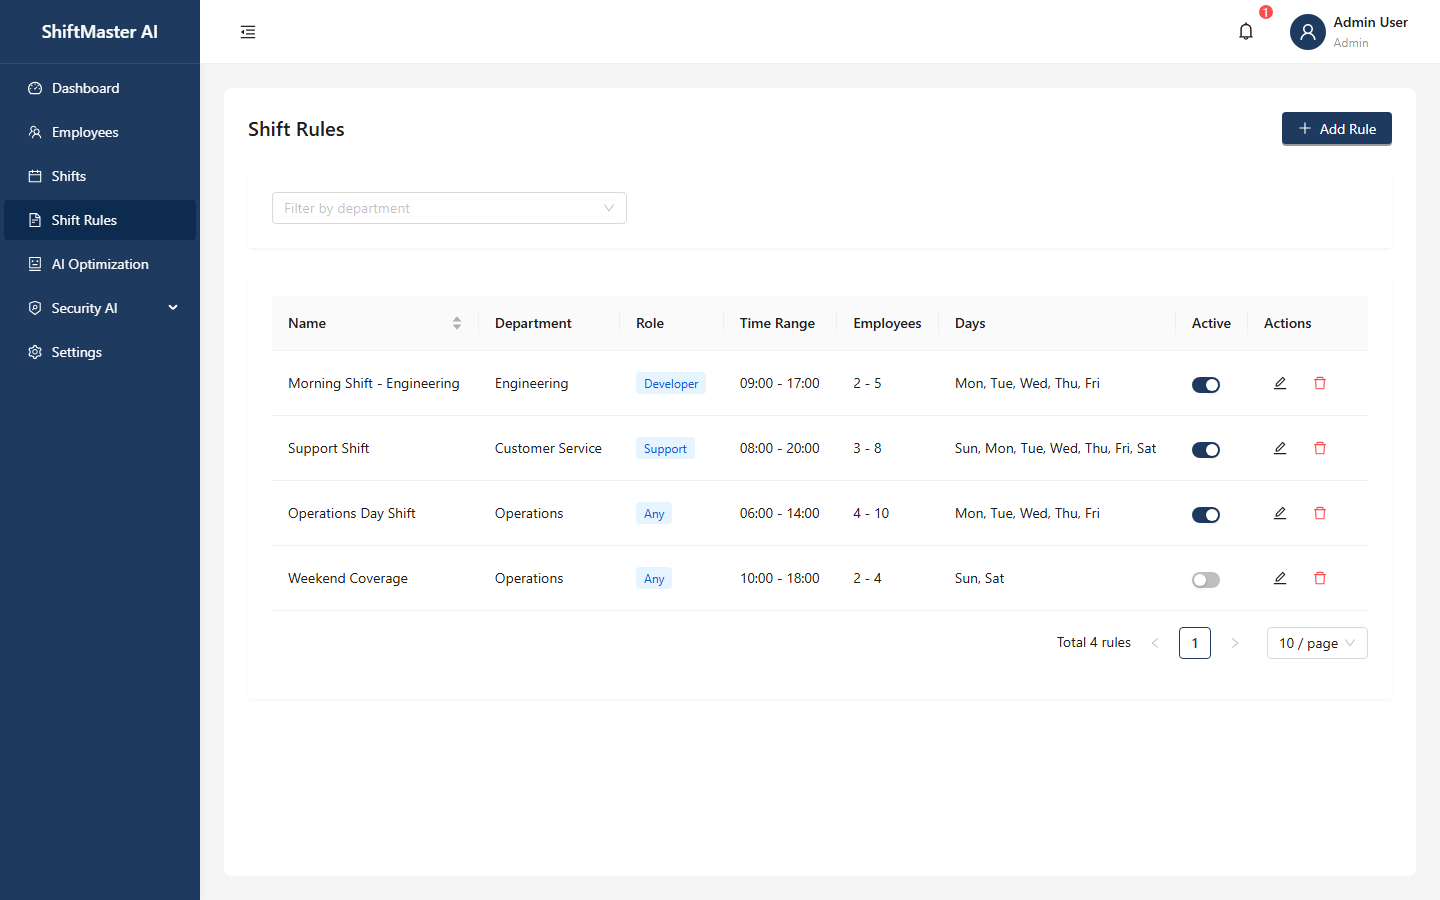 ShiftMaster AI
1
Admin User
Admin
Dashboard
Employees
Shifts
Shift Rules
AI Optimization
Security AI
Settings
Shift Rules
Add Rule
Filter by department
Name Department Role Time Range Employees Days Active Actions
Morning Shift - Engineering Engineering Developer 09:00 - 17:00 2 - 5 Mon, Tue, Wed, Thu, Fri
Support Shift Customer Service Support 08:00 - 20:00 3 - 8 Sun, Mon, Tue, Wed, Thu, Fri, Sat
Operations Day Shift Operations Any 06:00 - 14:00 4 - 10 Mon, Tue, Wed, Thu, Fri
Weekend Coverage Operations Any 10:00 - 18:00 2 - 4 Sun, Sat
Total 4 rules 1 10 / page